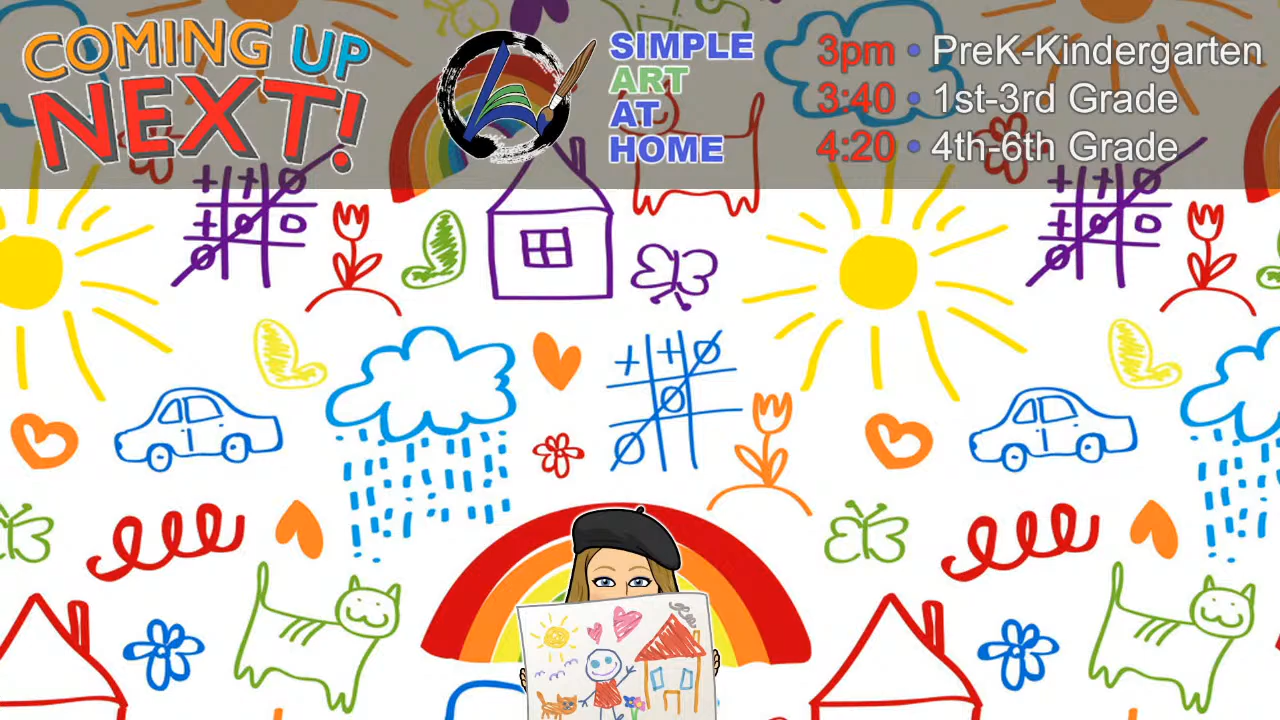 COMING UP
NEXT!
SIMPLE
ART
AT
HOME
3pm • PreK-Kindergarten
3:40 • 1st-3rd Grade
4:20 • 4th-6th Grade